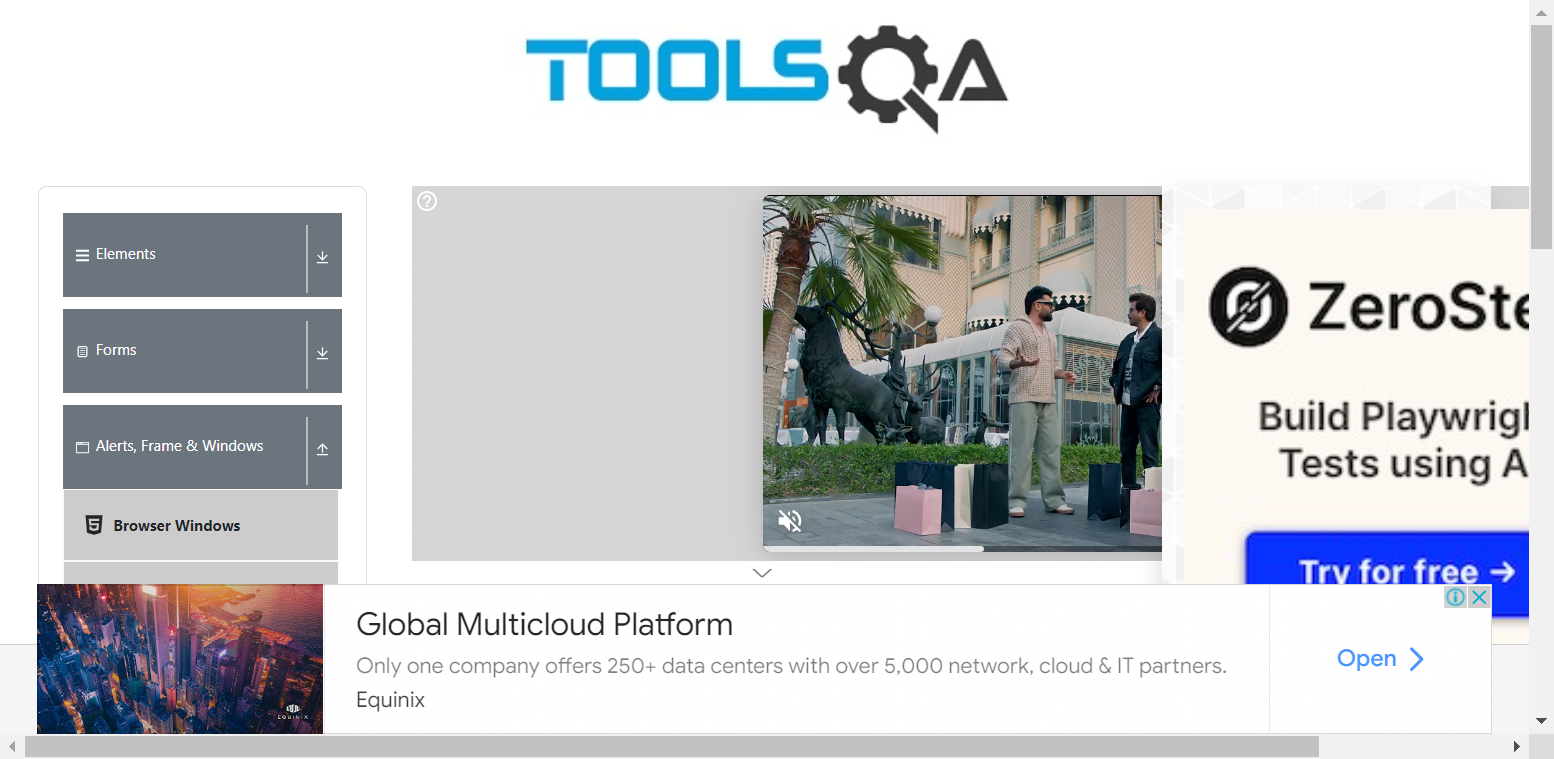 TOOLSQA
Elements
Forms
Alerts, Frame & Windows
Browser Windows
ZeroSte
Build Playwrigh
Tests using A
Try for free →
Global Multicloud Platform
Only one company offers 250+ data centers with over 5,000 network, cloud & IT partners.
Equinix
EQUINIX
Open